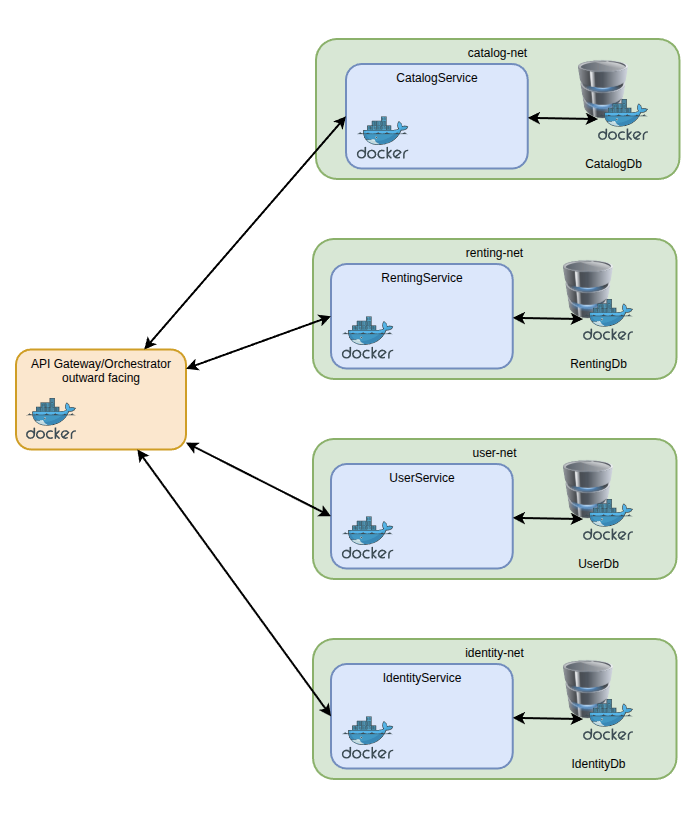 catalog-net
CatalogService
docker
docker
CatalogDb
renting-net
RentingService
docker
docker
RentingDb
API Gateway/Orchestrator
outward facing
docker
user-net
UserService
docker
docker
UserDb
identity-net
IdentityService
docker
docker
IdentityDb